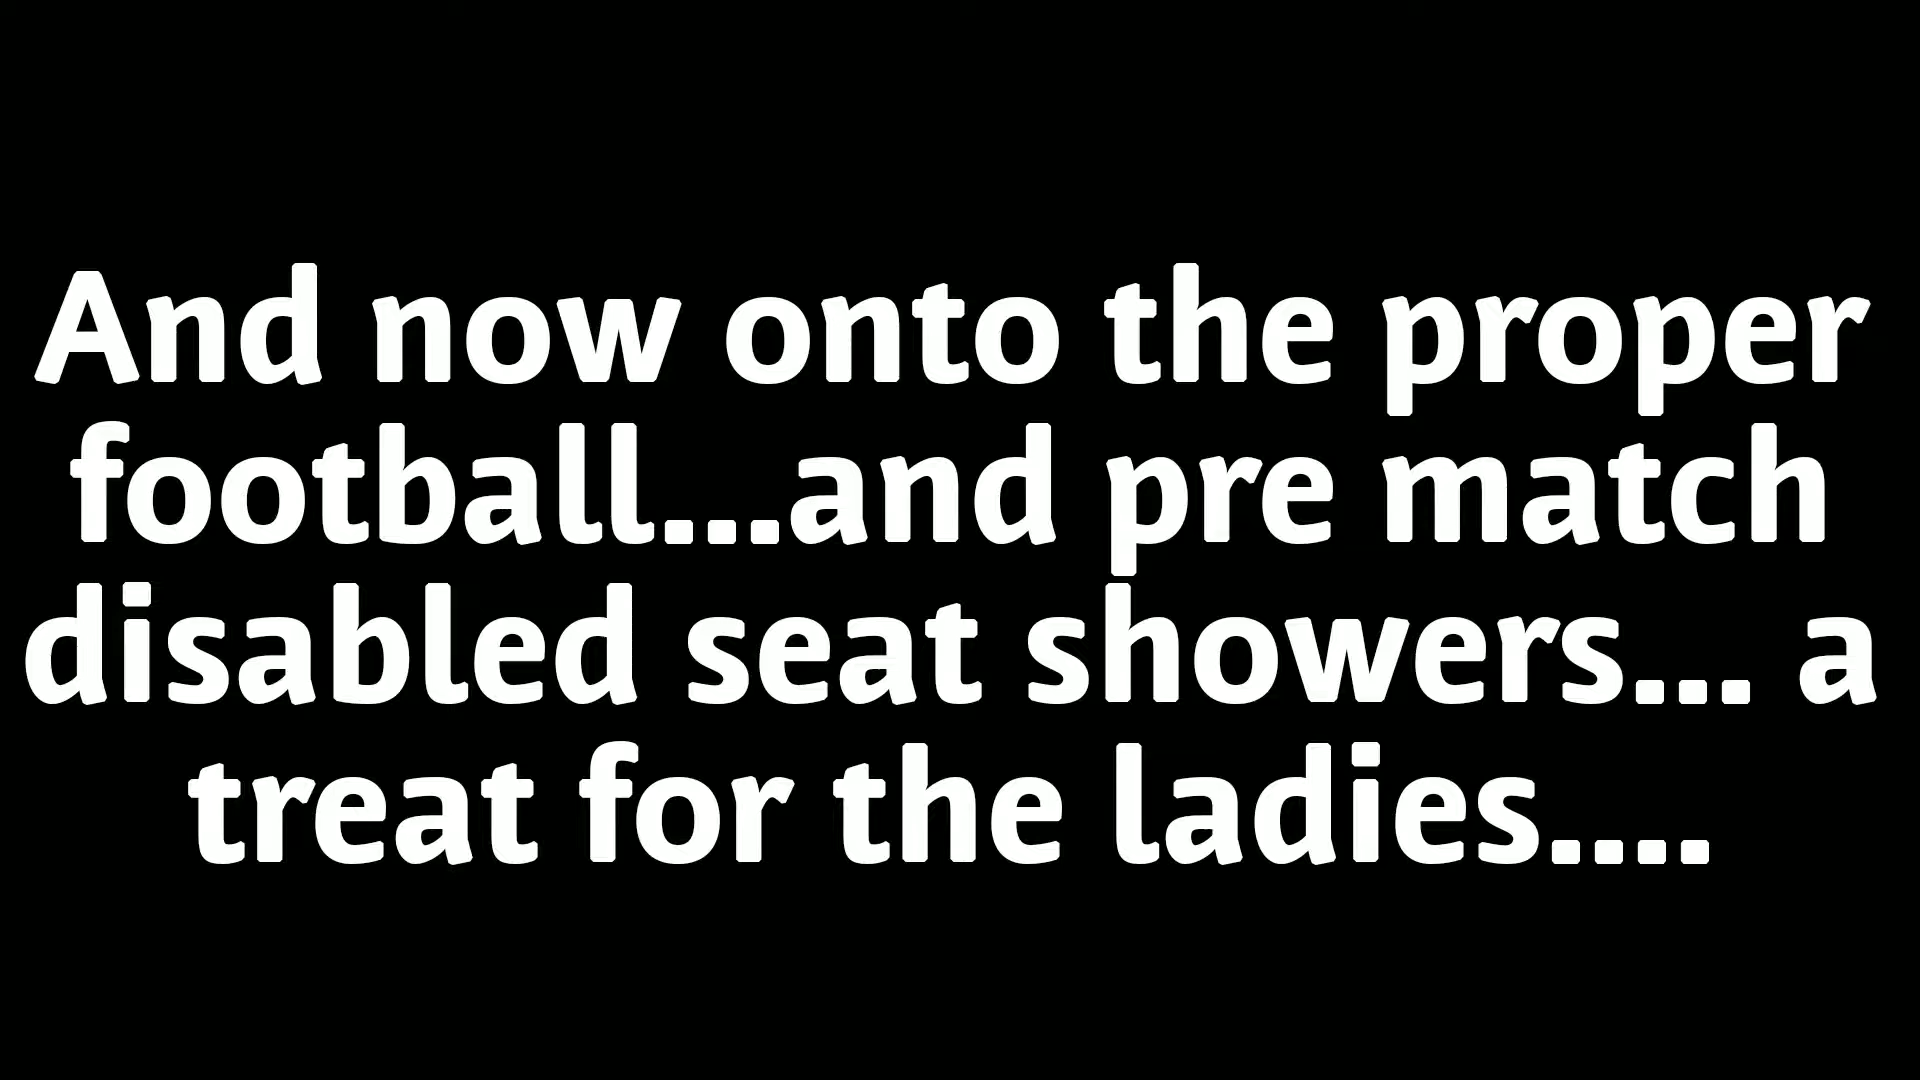 And now onto the proper
football...and pre match
disabled seat showers... a
treat for the ladies....